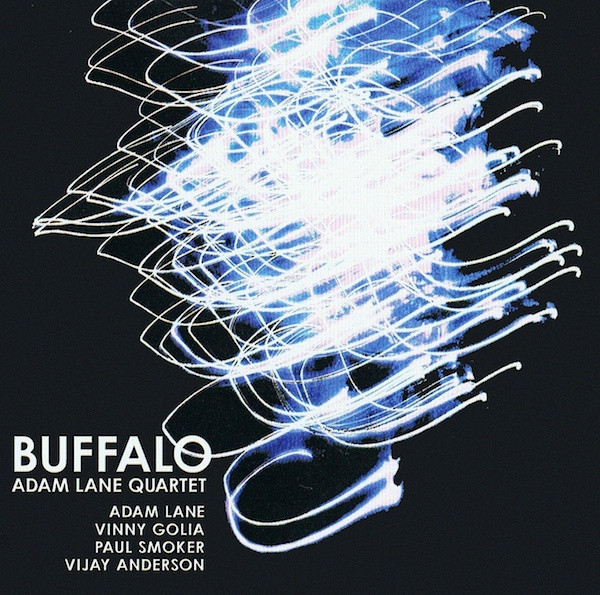 BUFFALO
ADAM LANE QUARTET
ADAM LANE
VINNY GOLIA
PAUL SMOKER
VIJAY ANDERSON